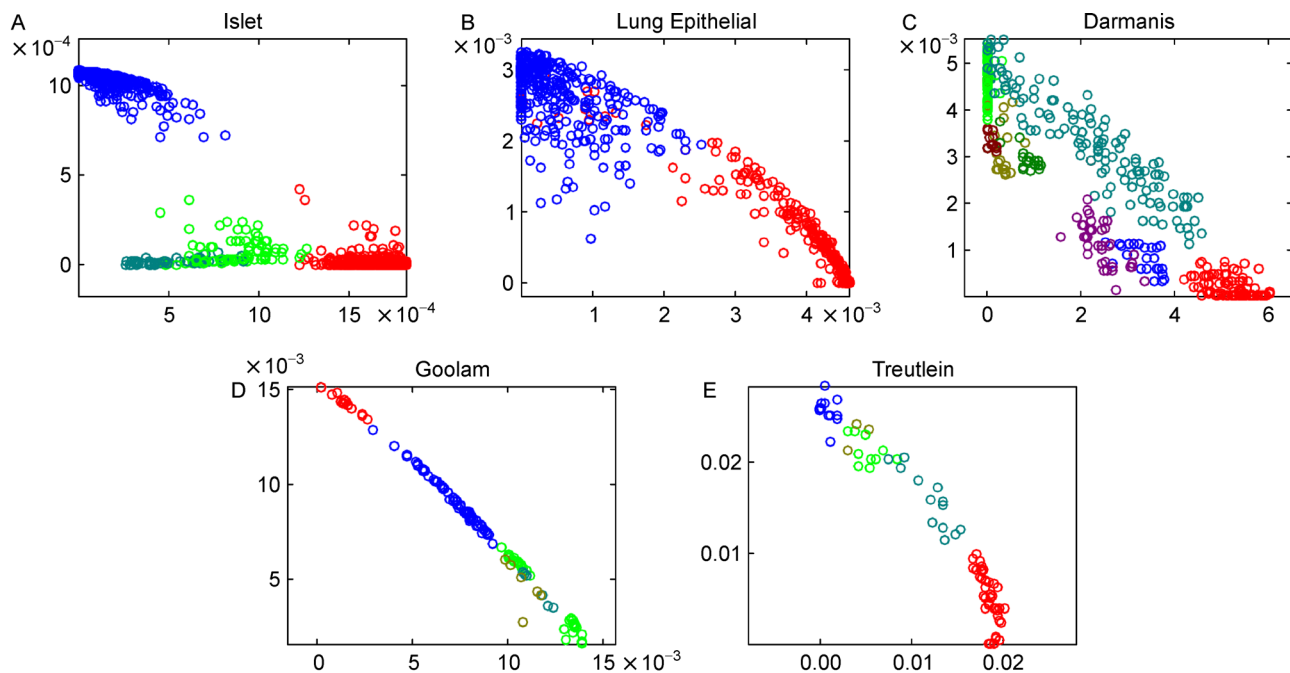 A Islet
×10⁻⁴
10
5
0
5 10 15 ×10⁻⁴
B Lung Epithelial
×10⁻³
3
2
1
0
1 2 3 4 ×10⁻³
C Darmanis
×10⁻³
5
4
3
2
1
0 2 4 6
D Goolam
×10⁻³
15
10
5
0 5 10 15 ×10⁻³
E Treutlein
0.02
0.01
0.00 0.01 0.02